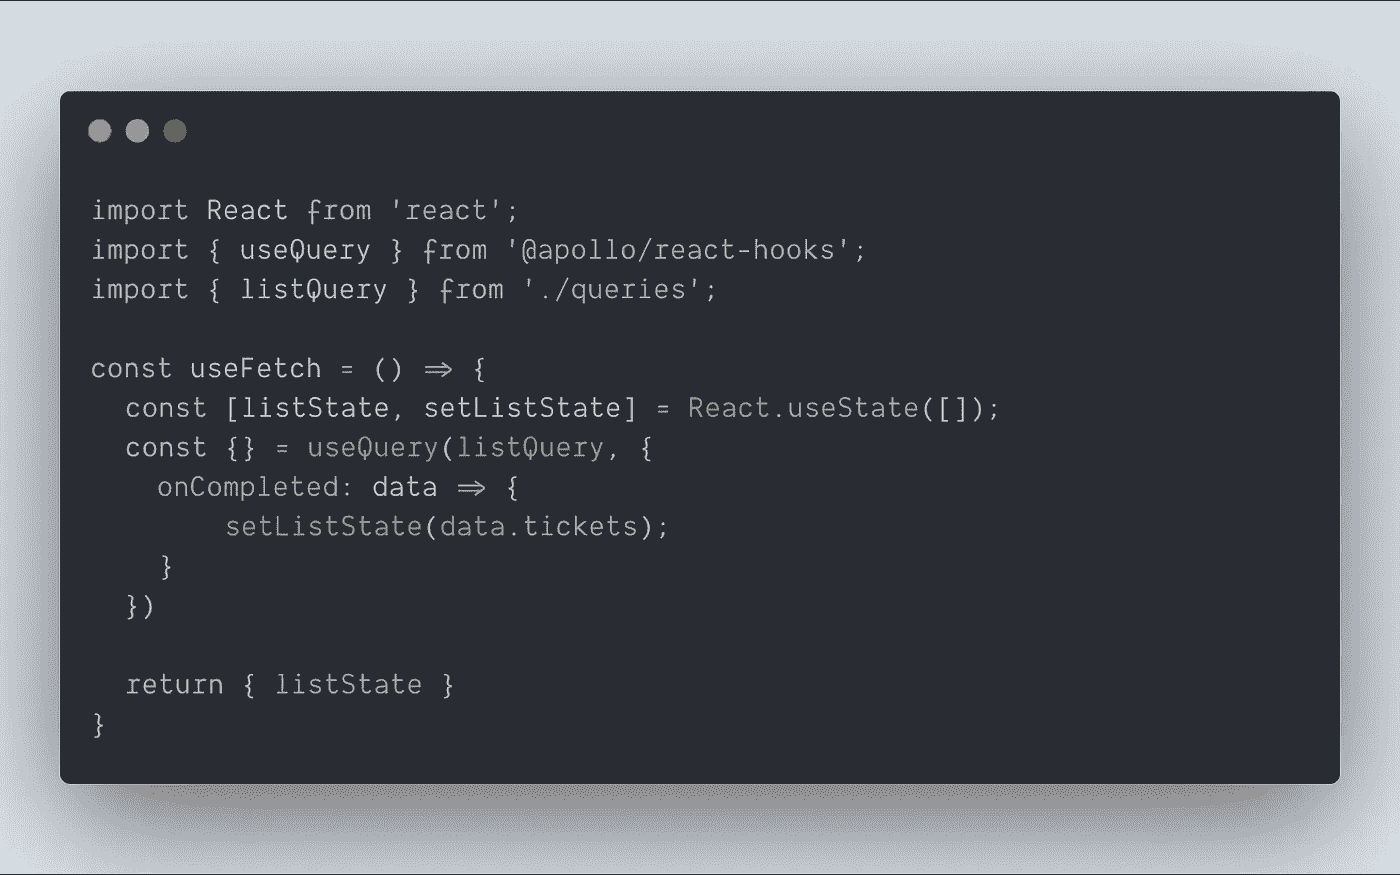 import React from 'react';
import { useQuery } from '@apollo/react-hooks';
import { listQuery } from './queries';
const useFetch = () => {
const [listState, setListState] = React.useState([]);
const {} = useQuery(listQuery, {
onCompleted: data => {
setListState(data.tickets);
}
})
return { listState }
}